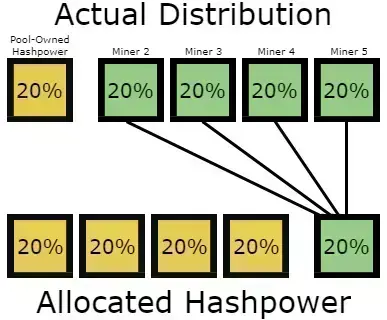 Actual Distribution
Pool-Owned
Hashpower
Miner 2
Miner 3
Miner 4
Miner 5
20%
20%
20%
20%
20%
20%
20%
20%
20%
20%
Allocated Hashpower